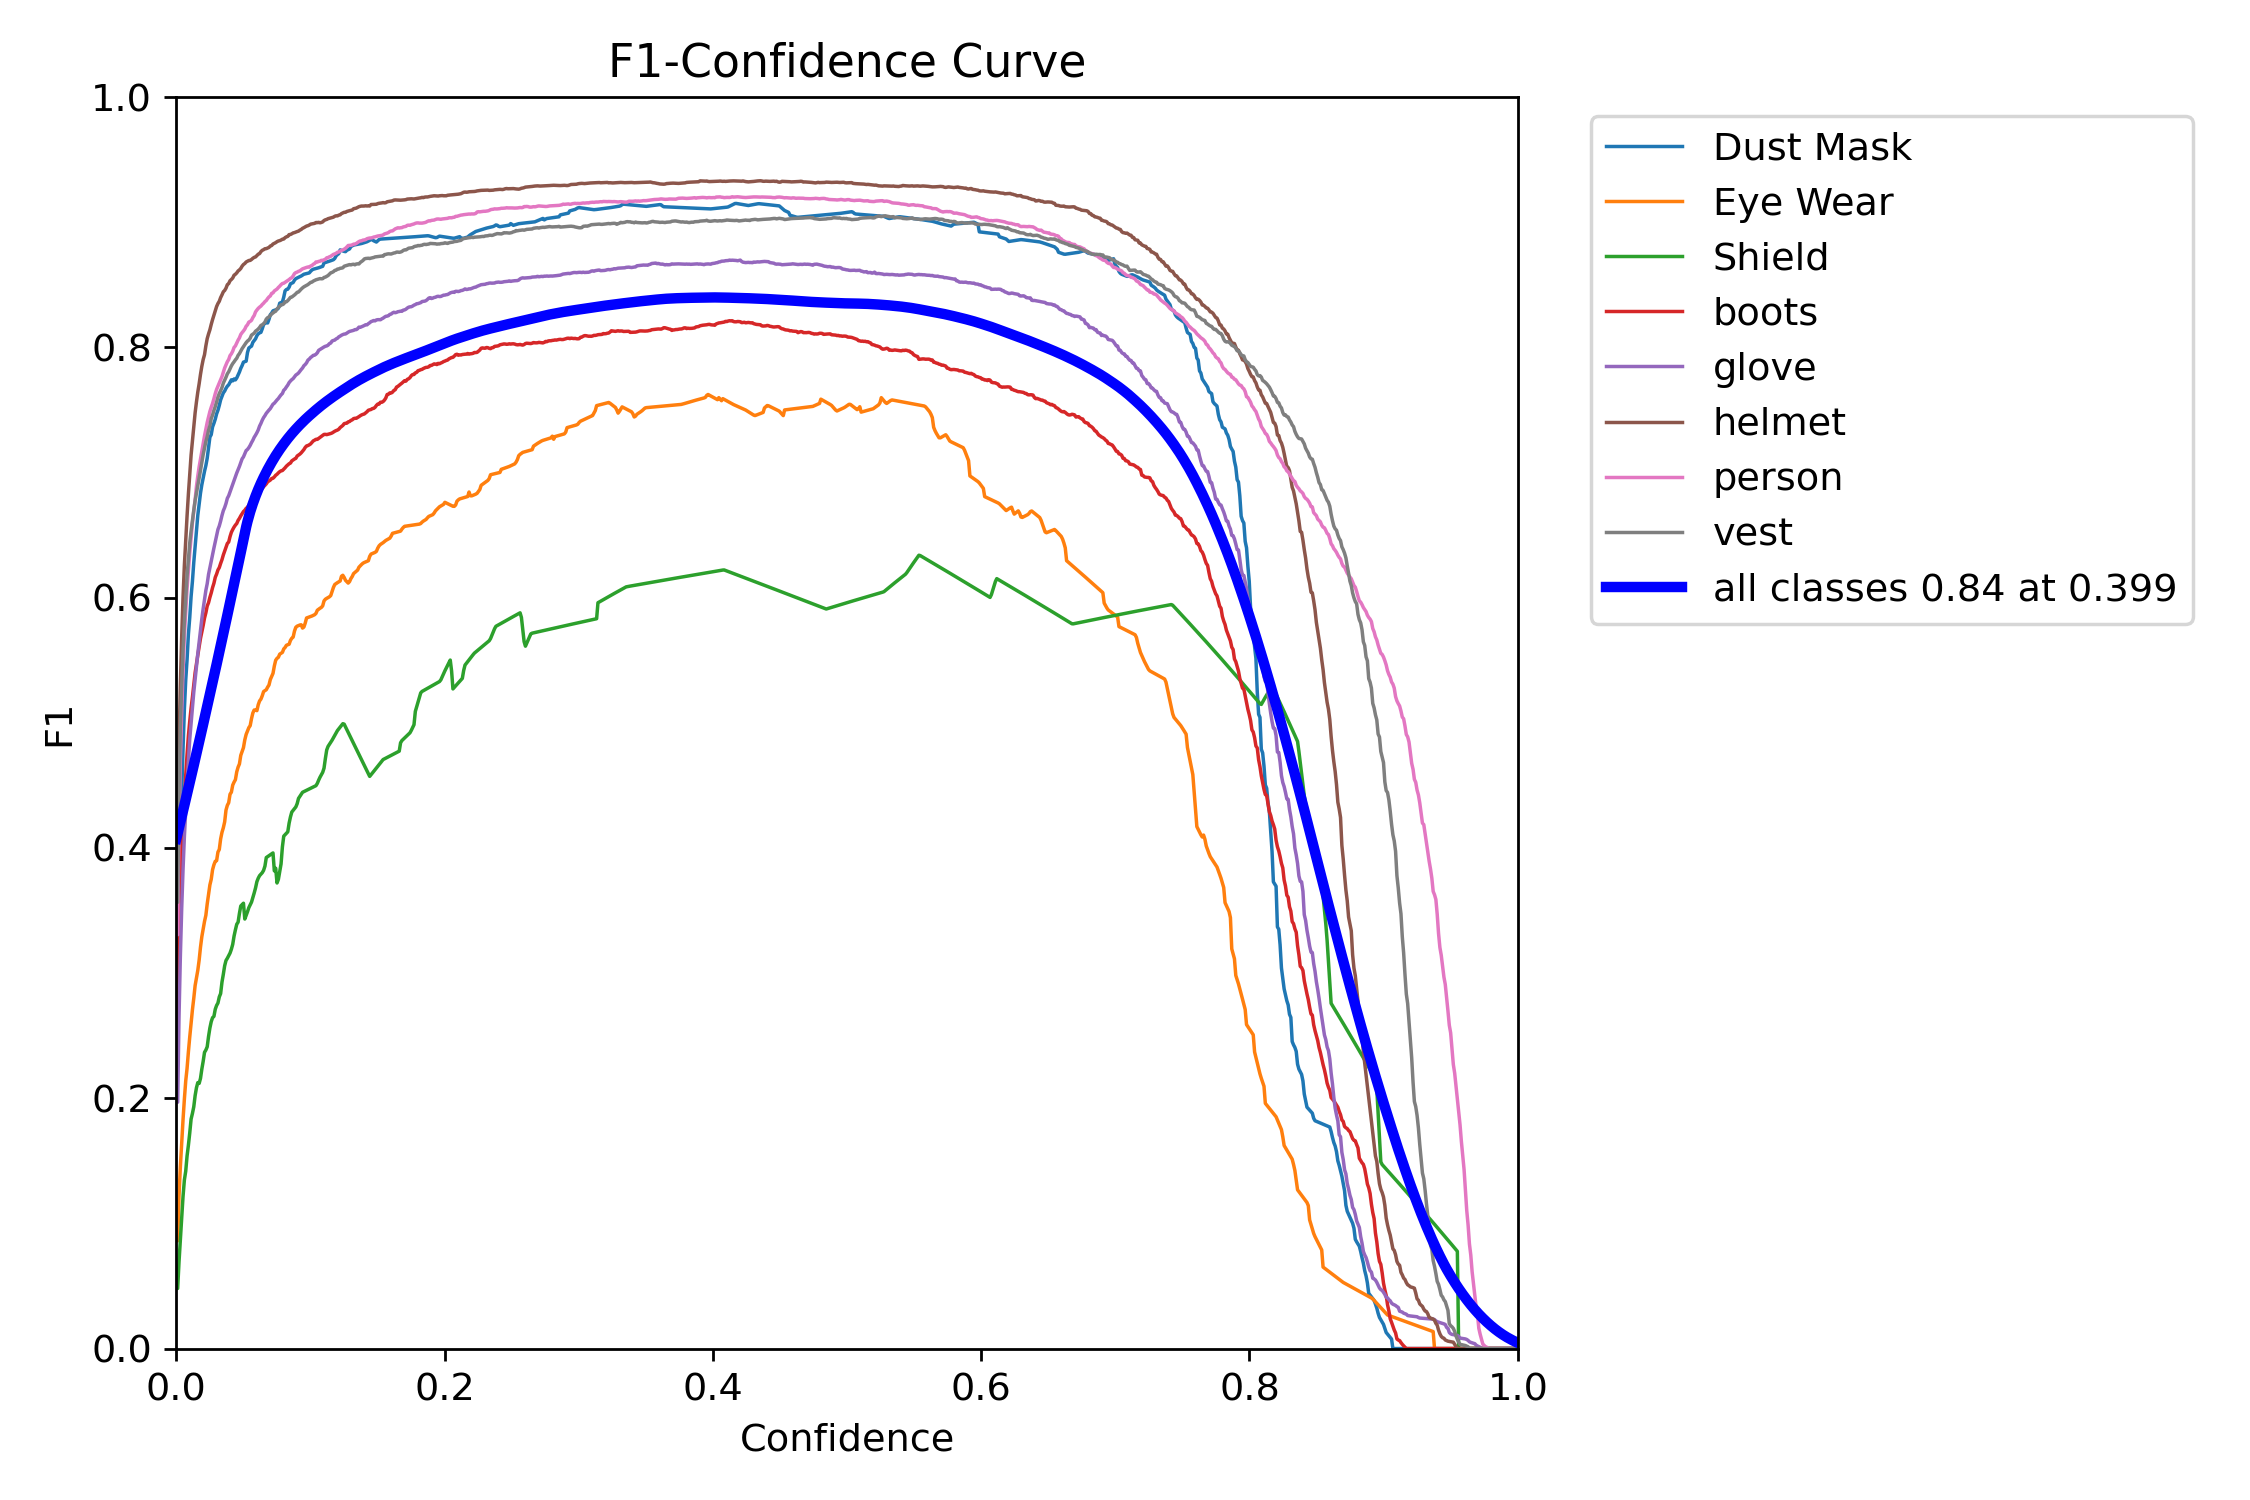 F1-Confidence Curve
1.0
0.8
0.6
0.4
0.2
0.0
F1
0.0 0.2 0.4 0.6 0.8 1.0
Confidence
Dust Mask
Eye Wear
Shield
boots
glove
helmet
person
vest
all classes 0.84 at 0.399